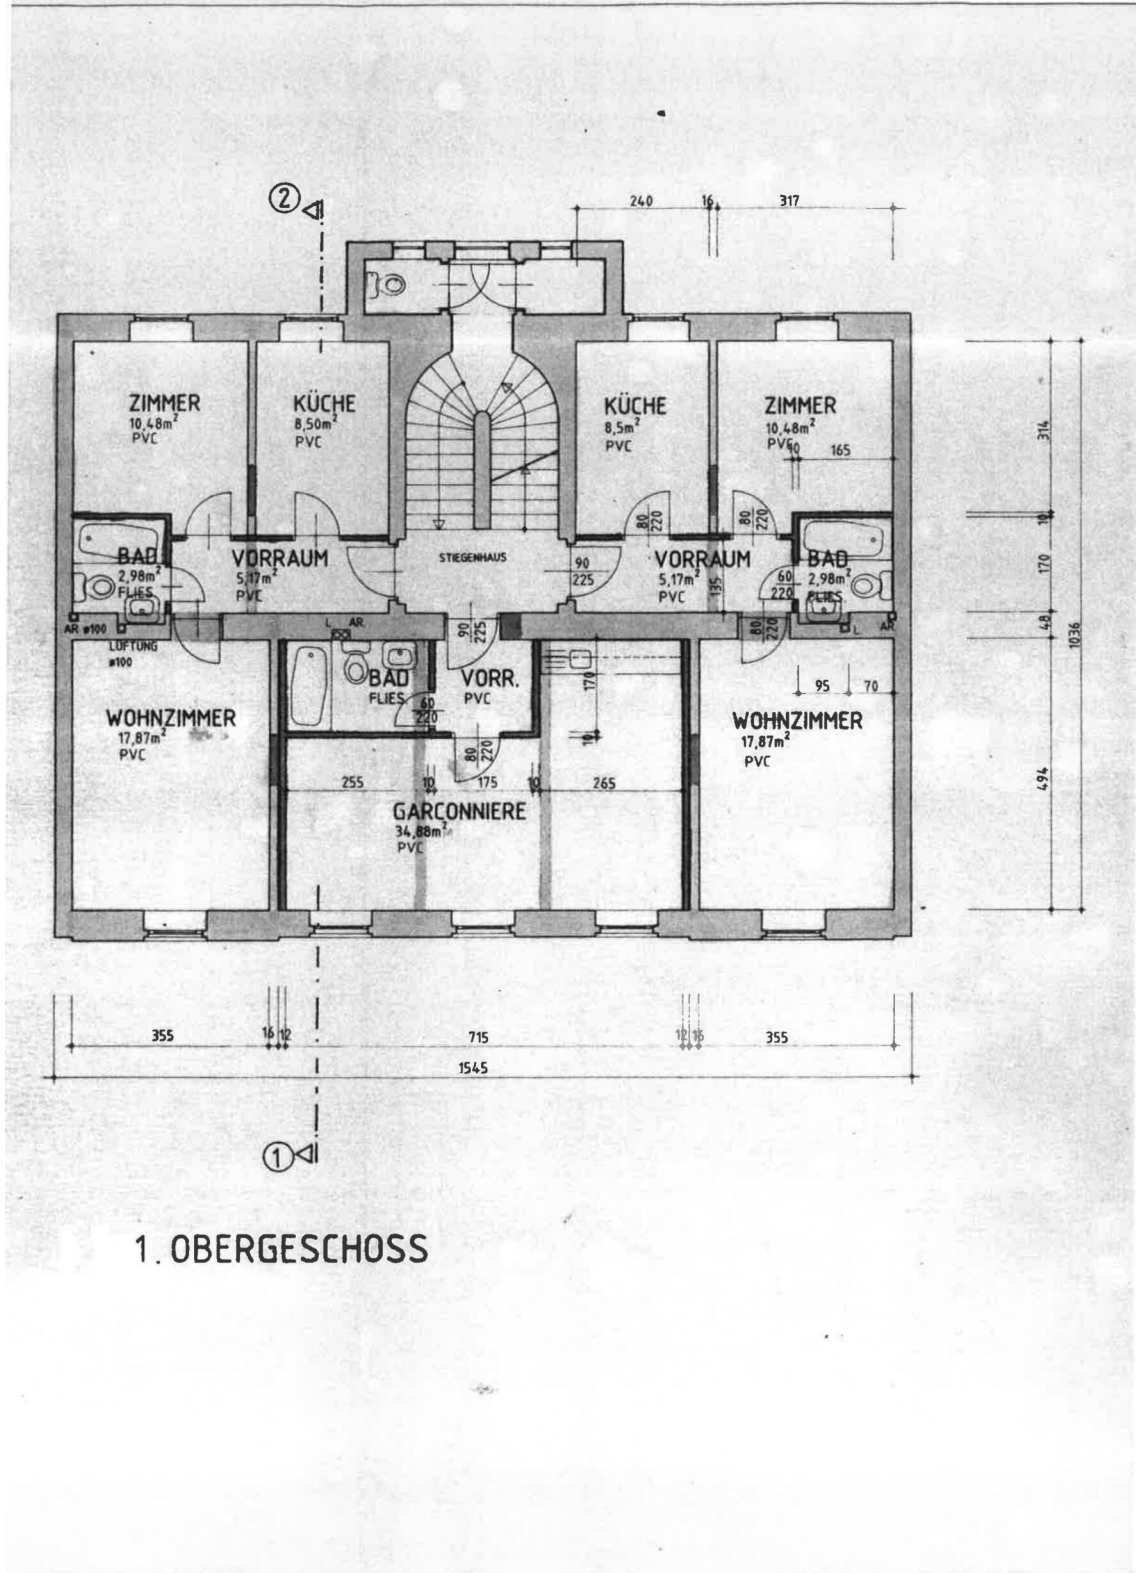 2
240 16 317
ZIMMER
10,48m²
PVC
KÜCHE
8,50m²
PVC
KÜCHE
8,5m²
PVC
ZIMMER
10,48m²
PVC
10 165
314
10
170
48
1036
494
BAD
2,98m²
FLIES
VORRAUM
5,17m²
PVC
STIEGENHAUS
90
225
80
220
80
220
VORRAUM
5,17m²
PVC
135
60
220
BAD
2,98m²
FLIES
AR ø100
LÜFTUNG
ø100
L AR
90
225
80
220
L AR
95 70
BAD
FLIES
60
220
VORR.
PVC
80
220
170
10
WOHNZIMMER
17,87m²
PVC
WOHNZIMMER
17,87m²
PVC
255 10 175 10 265
GARCONNIERE
34,88m²
PVC
355 16 12 715 12 16 355
1545
1
1. OBERGESCHOSS